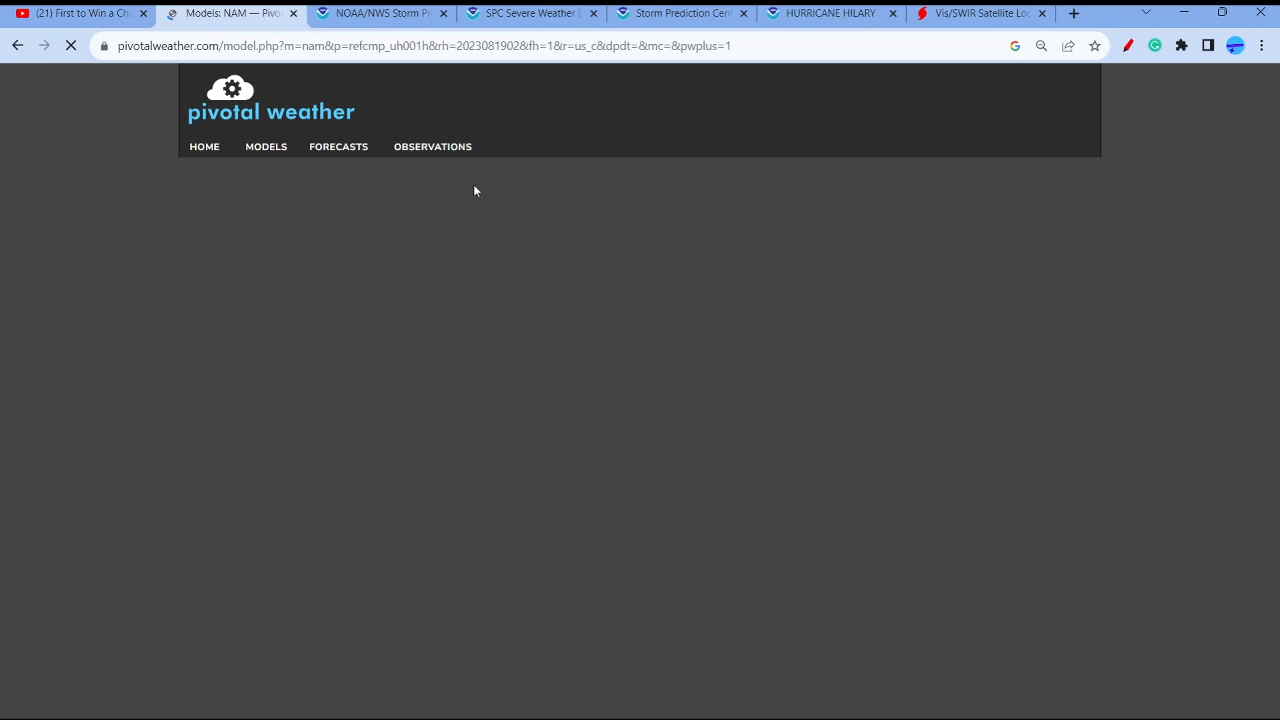 (21) First to Win a Ch
Models: NAM — Pivo
NOAA/NWS Storm Pr
SPC Severe Weather
Storm Prediction Cen
HURRICANE HILARY
Vis/SWIR Satellite Loo
pivotalweather.com/model.php?m=nam&p=refcmp_uh001h&rh=2023081902&fh=1&r=us_c&dpdt=&mc=&pwplus=1
pivotal weather
HOME MODELS FORECASTS OBSERVATIONS